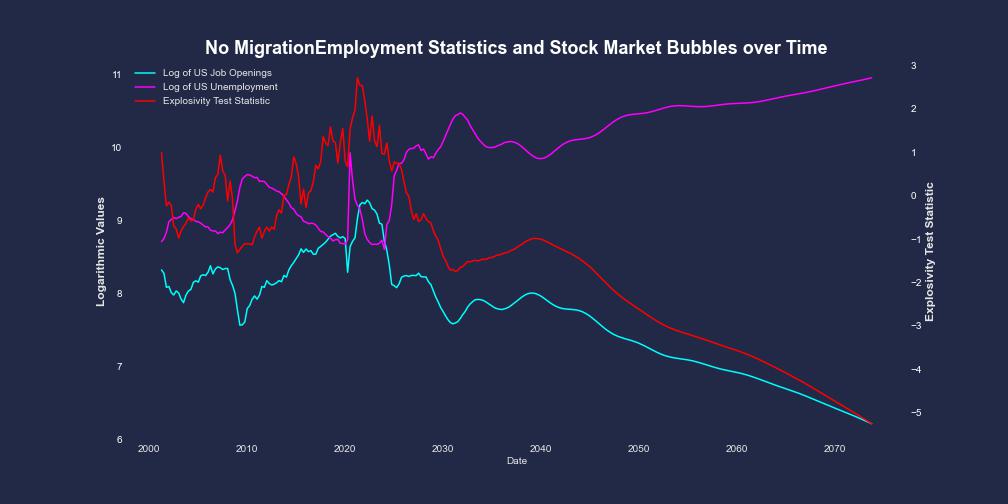 No MigrationEmployment Statistics and Stock Market Bubbles over Time
Log of US Job Openings
Log of US Unemployment
Explosivity Test Statistic
11
10
9
8
7
6
Logarithmic Values
3
2
1
0
−1
−2
−3
−4
−5
Explosivity Test Statistic
2000 2010 2020 2030 2040 2050 2060 2070
Date